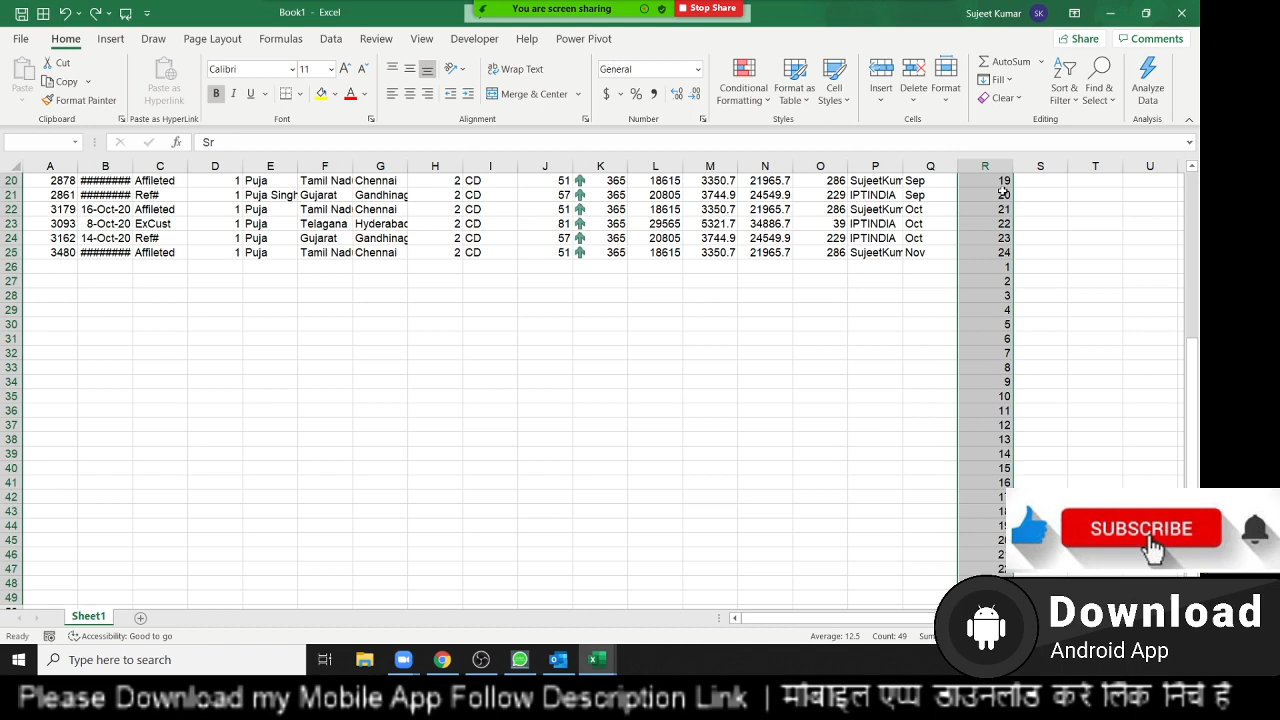 Book1 - Excel
You are screen sharing
Stop Share
Sujeet Kumar
SK
File Home Insert Draw Page Layout Formulas Data Review View Developer Help Power Pivot
Share
Comments
Paste
Cut
Copy
Format Painter
Clipboard
Paste as Hyperlink
Paste as HyperLink
Calibri
11
B I U
Font
Wrap Text
Merge & Center
Alignment
General
Number
Conditional Formatting
Format as Table
Cell Styles
Styles
Insert
Delete
Format
Cells
AutoSum
Fill
Clear
Sort & Filter
Find & Select
Editing
Analyze Data
Analysis
Sr
A B C D E F G H I J K L M N O P Q R S T U
20 2878 ######## Affileted 1 Puja Tamil Nad Chennai 2 CD 51 365 18615 3350.7 21965.7 286 SujeetKum Sep 19
21 2861 ######## Ref# 1 Puja Singh Gujarat Gandhinag 2 CD 57 365 20805 3744.9 24549.9 229 IPTINDIA Sep 20
22 3179 16-Oct-20 Affileted 1 Puja Tamil Nad Chennai 2 CD 51 365 18615 3350.7 21965.7 286 SujeetKum Oct 21
23 3093 8-Oct-20 ExCust 1 Puja Telagana Hyderabad 2 CD 81 365 29565 5321.7 34886.7 39 IPTINDIA Oct 22
24 3162 14-Oct-20 Ref# 1 Puja Gujarat Gandhinag 2 CD 57 365 20805 3744.9 24549.9 229 IPTINDIA Oct 23
25 3480 ######## Affileted 1 Puja Tamil Nad Chennai 2 CD 51 365 18615 3350.7 21965.7 286 SujeetKum Nov 24
26 1
27 2
28 3
29 4
30 5
31 6
32 7
33 8
34 9
35 10
36 11
37 12
38 13
39 14
40 15
41 16
42
43
44
45
46
47
48
49
SUBSCRIBE
Sheet1
Ready
Accessibility: Good to go
Average: 12.5 Count: 49
Download
Android App
Type here to search
Please Download my Mobile App Follow Description Link | मोबाइल एप्प डाउनलोड करे लिंक निचे है